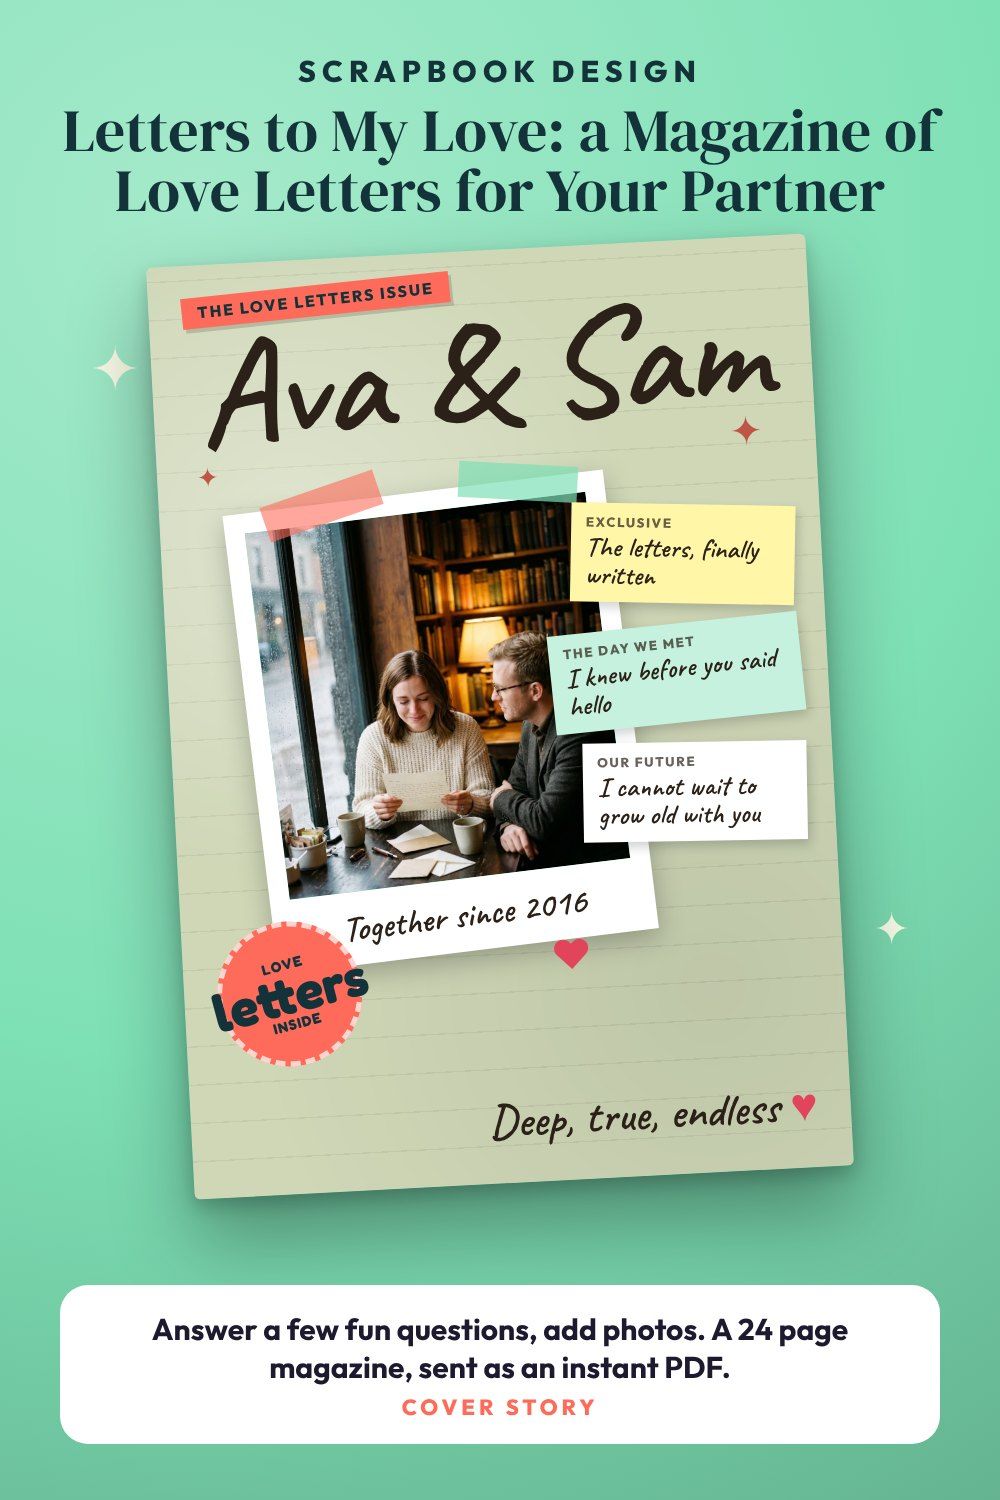 SCRAPBOOK DESIGN
Letters to My Love: a Magazine of
Love Letters for Your Partner
THE LOVE LETTERS ISSUE
Ava & Sam
EXCLUSIVE
The letters, finally
written
THE DAY WE MET
I knew before you said
hello
OUR FUTURE
I cannot wait to
grow old with you
Together since 2016
LOVE
letters
INSIDE
Deep, true, endless ♥
Answer a few fun questions, add photos. A 24 page
magazine, sent as an instant PDF.
COVER STORY